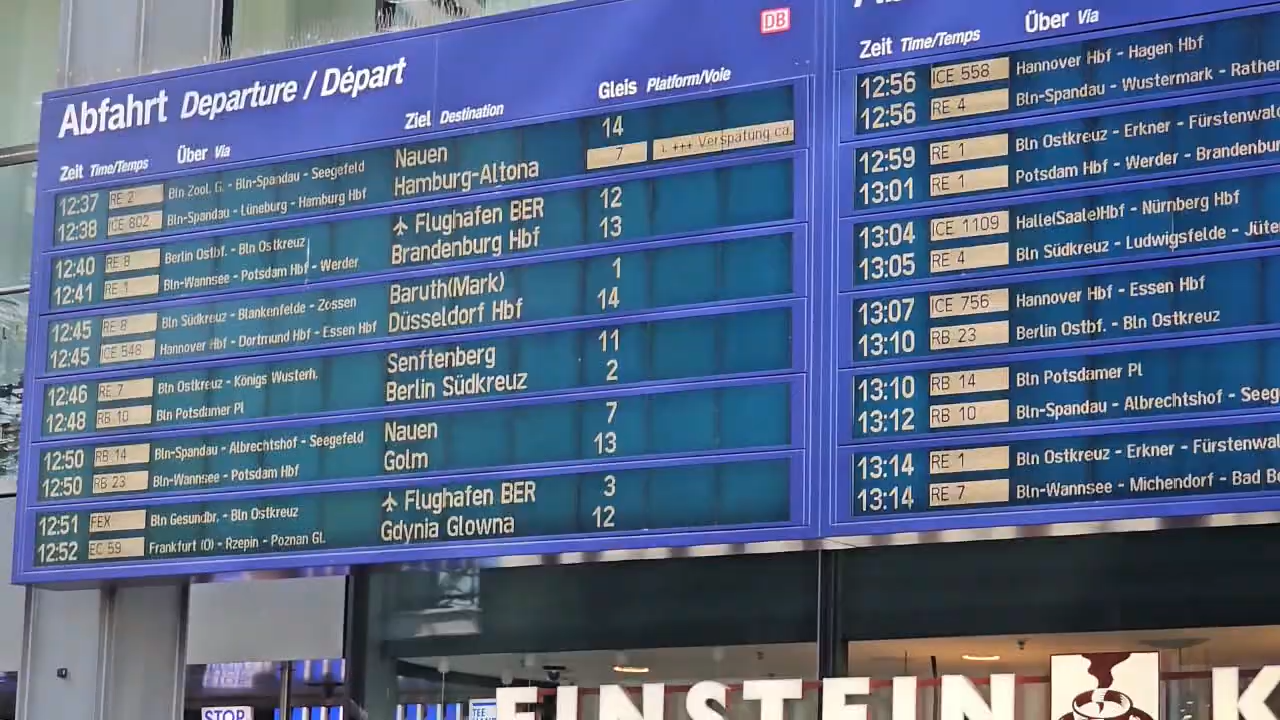 DB
Abfahrt Departure / Départ
Zeit Time/Temps Über Via Ziel Destination Gleis Platform/Voie
12:37 RE 2 Bln Zool. G. - Bln-Spandau - Seegefeld Nauen 14
12:38 ICE 802 Bln-Spandau - Lüneburg - Hamburg Hbf Hamburg-Altona 7 +++ Verspätung ca.
12:40 RE 8 Berlin Ostbf. - Bln Ostkreuz Flughafen BER 12
12:41 RE 1 Bln-Wannsee - Potsdam Hbf - Werder Brandenburg Hbf 13
12:45 RE 8 Bln Südkreuz - Blankenfelde - Zossen Baruth(Mark) 1
12:45 ICE 548 Hannover Hbf - Dortmund Hbf - Essen Hbf Düsseldorf Hbf 14
12:46 RE 7 Bln Ostkreuz - Königs Wusterh. Senftenberg 11
12:48 RB 10 Bln Potsdamer Pl Berlin Südkreuz 2
12:50 RB 14 Bln-Spandau - Albrechtshof - Seegefeld Nauen 7
12:50 RB 23 Bln-Wannsee - Potsdam Hbf Golm 13
12:51 FEX Bln Gesundbr. - Bln Ostkreuz Flughafen BER 3
12:52 EC 59 Frankfurt (O) - Rzepin - Poznan Gl. Gdynia Glowna 12
Zeit Time/Temps Über Via
12:56 ICE 558 Hannover Hbf - Hagen Hbf
12:56 RE 4 Bln-Spandau - Wustermark - Rathen
12:59 RE 1 Bln Ostkreuz - Erkner - Fürstenwald
13:01 RE 1 Potsdam Hbf - Werder - Brandenbur
13:04 ICE 1109 Halle(Saale)Hbf - Nürnberg Hbf
13:05 RE 4 Bln Südkreuz - Ludwigsfelde - Jüte
13:07 ICE 756 Hannover Hbf - Essen Hbf
13:10 RB 23 Berlin Ostbf. - Bln Ostkreuz
13:10 RB 14 Bln Potsdamer Pl
13:12 RB 10 Bln-Spandau - Albrechtshof - Seeg
13:14 RE 1 Bln Ostkreuz - Erkner - Fürstenwal
13:14 RE 7 Bln-Wannsee - Michendorf - Bad B
EINSTEIN K
STOP
TEE